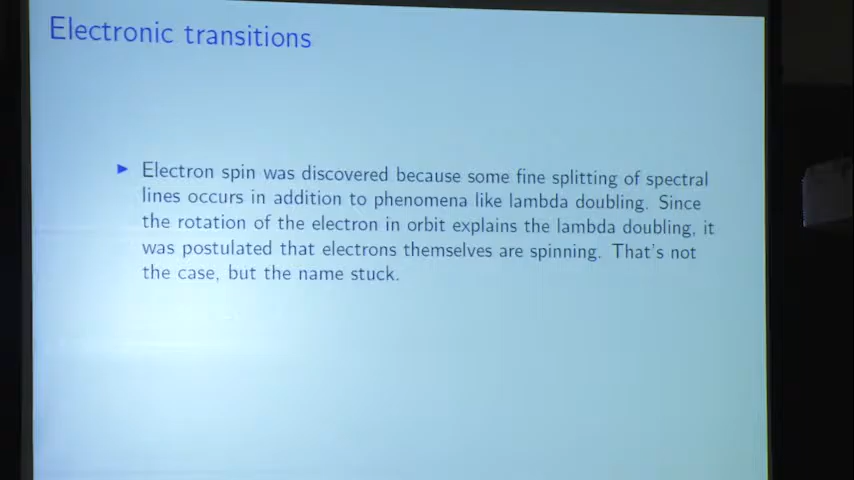 Electronic transitions
Electron spin was discovered because some fine splitting of spectral
lines occurs in addition to phenomena like lambda doubling. Since
the rotation of the electron in orbit explains the lambda doubling, it
was postulated that electrons themselves are spinning. That's not
the case, but the name stuck.